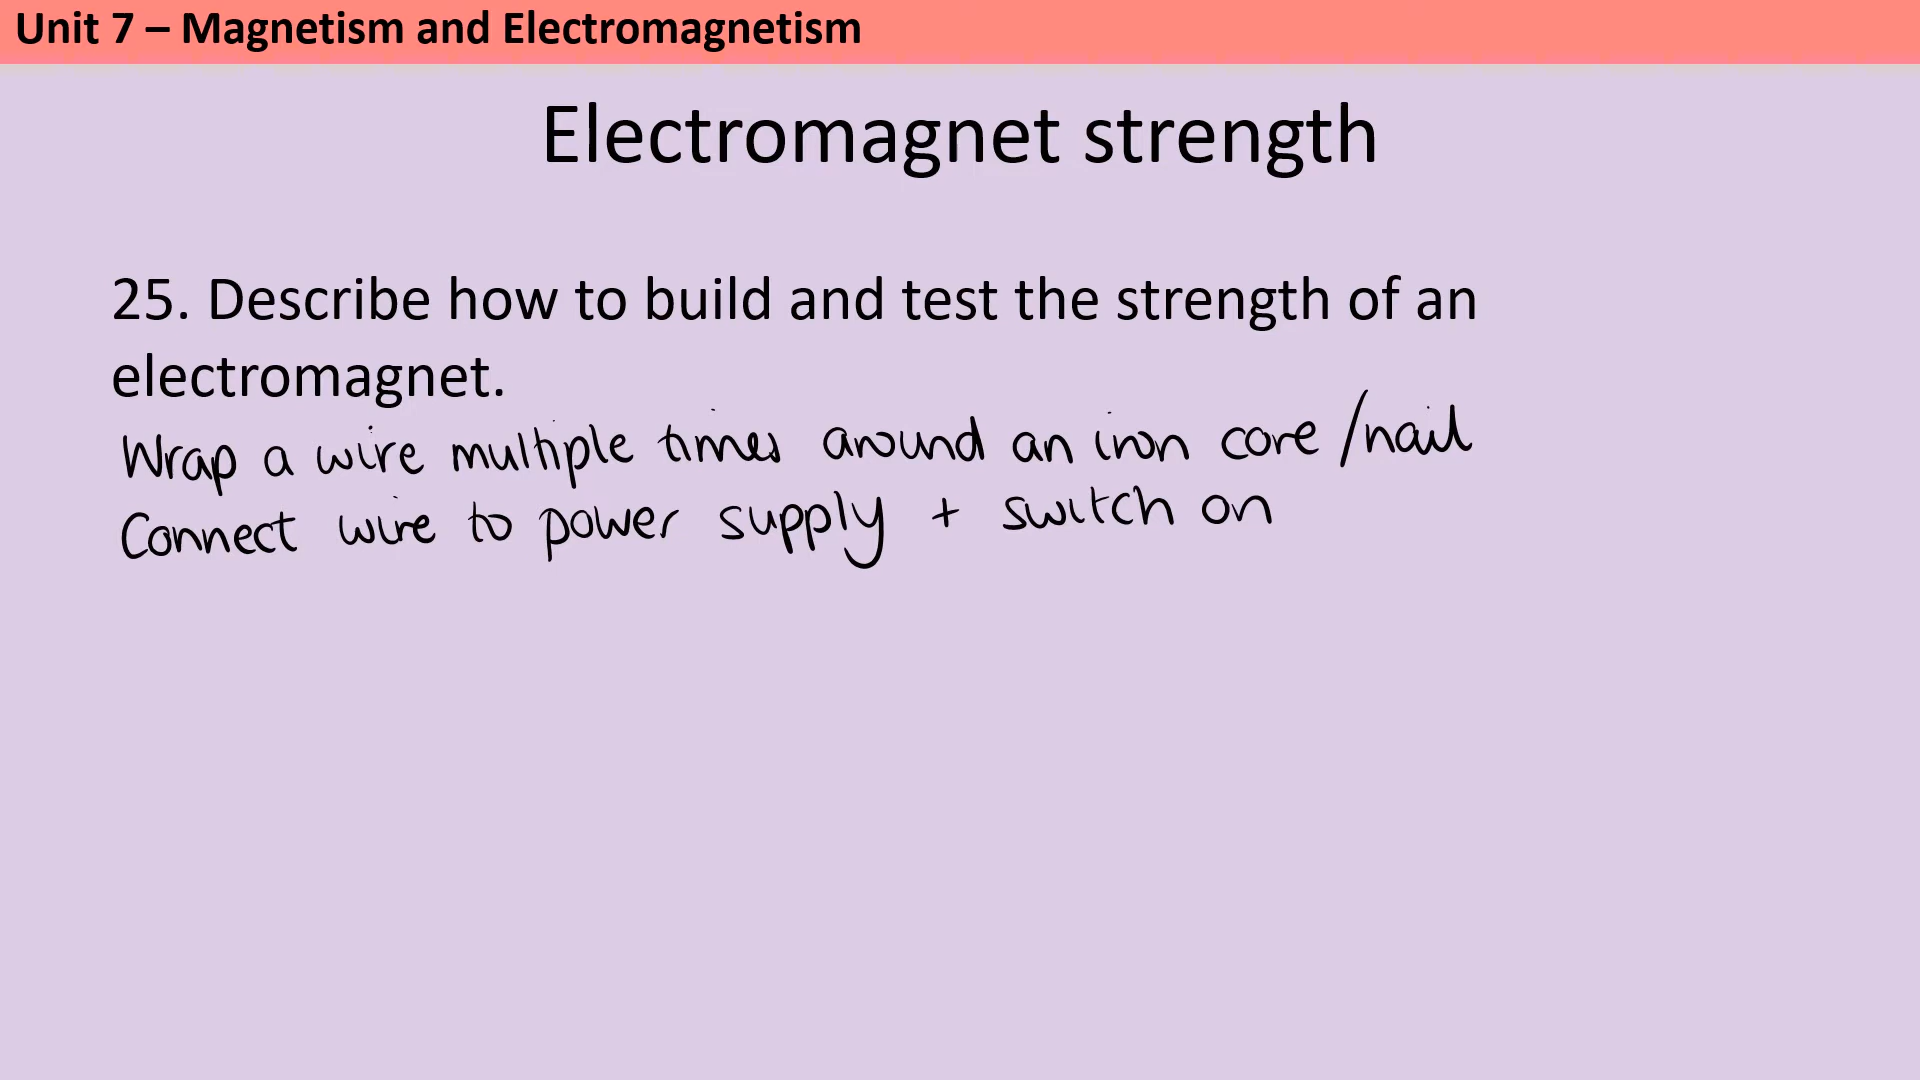 Unit 7 – Magnetism and Electromagnetism
Electromagnet strength
25. Describe how to build and test the strength of an
electromagnet.
Wrap a wire multiple times around an iron core/nail
Connect wire to power supply + switch on